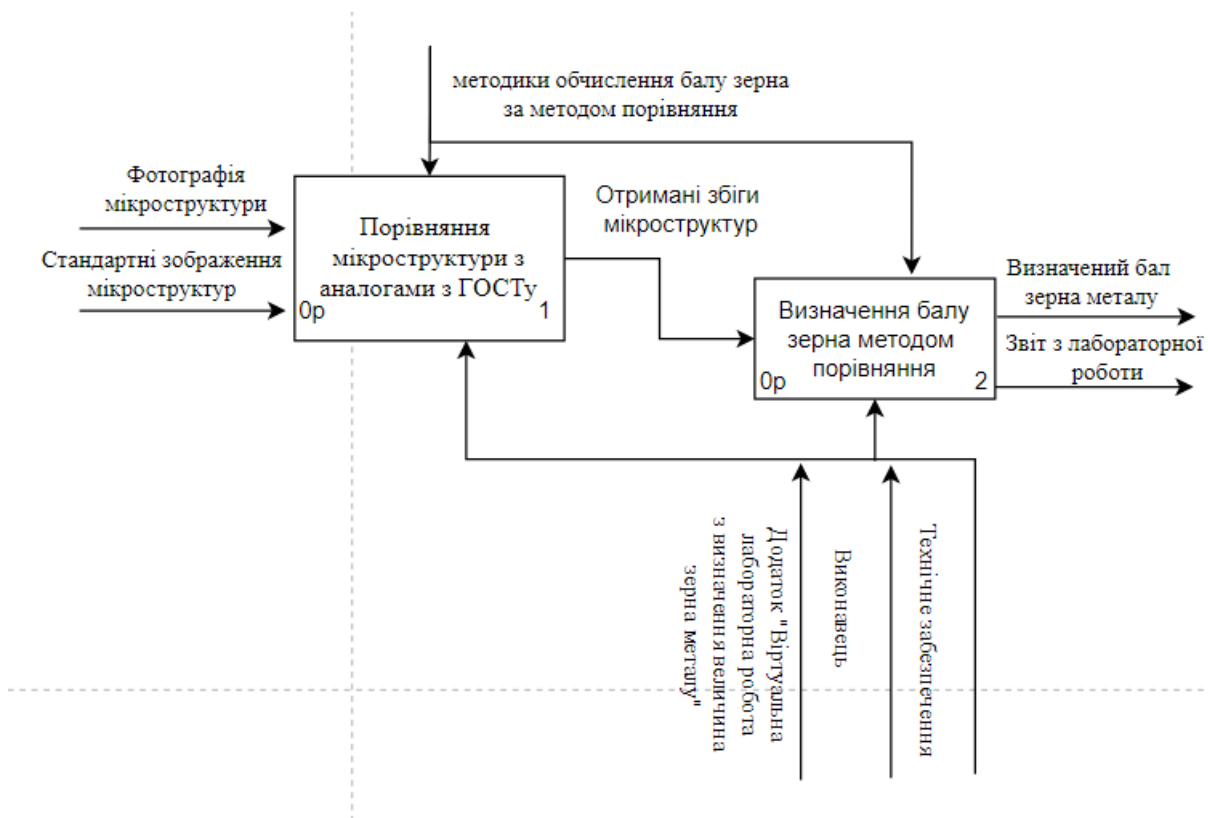 методики обчислення балу зерна
за методом порівняння
Фотографія
мікроструктури
Стандартні зображення
мікроструктур
Порівняння
мікроструктури з
аналогами з ГОСТу
0р
1
Отримані збіги
мікроструктур
Визначення балу
зерна методом
порівняння
0р
2
Визначений бал
зерна металу
Звіт з лабораторної
роботи
Додаток "Віртуальна
лабораторна робота
з визначення величина
зерна металу"
Виконавець
Технічне забезпечення